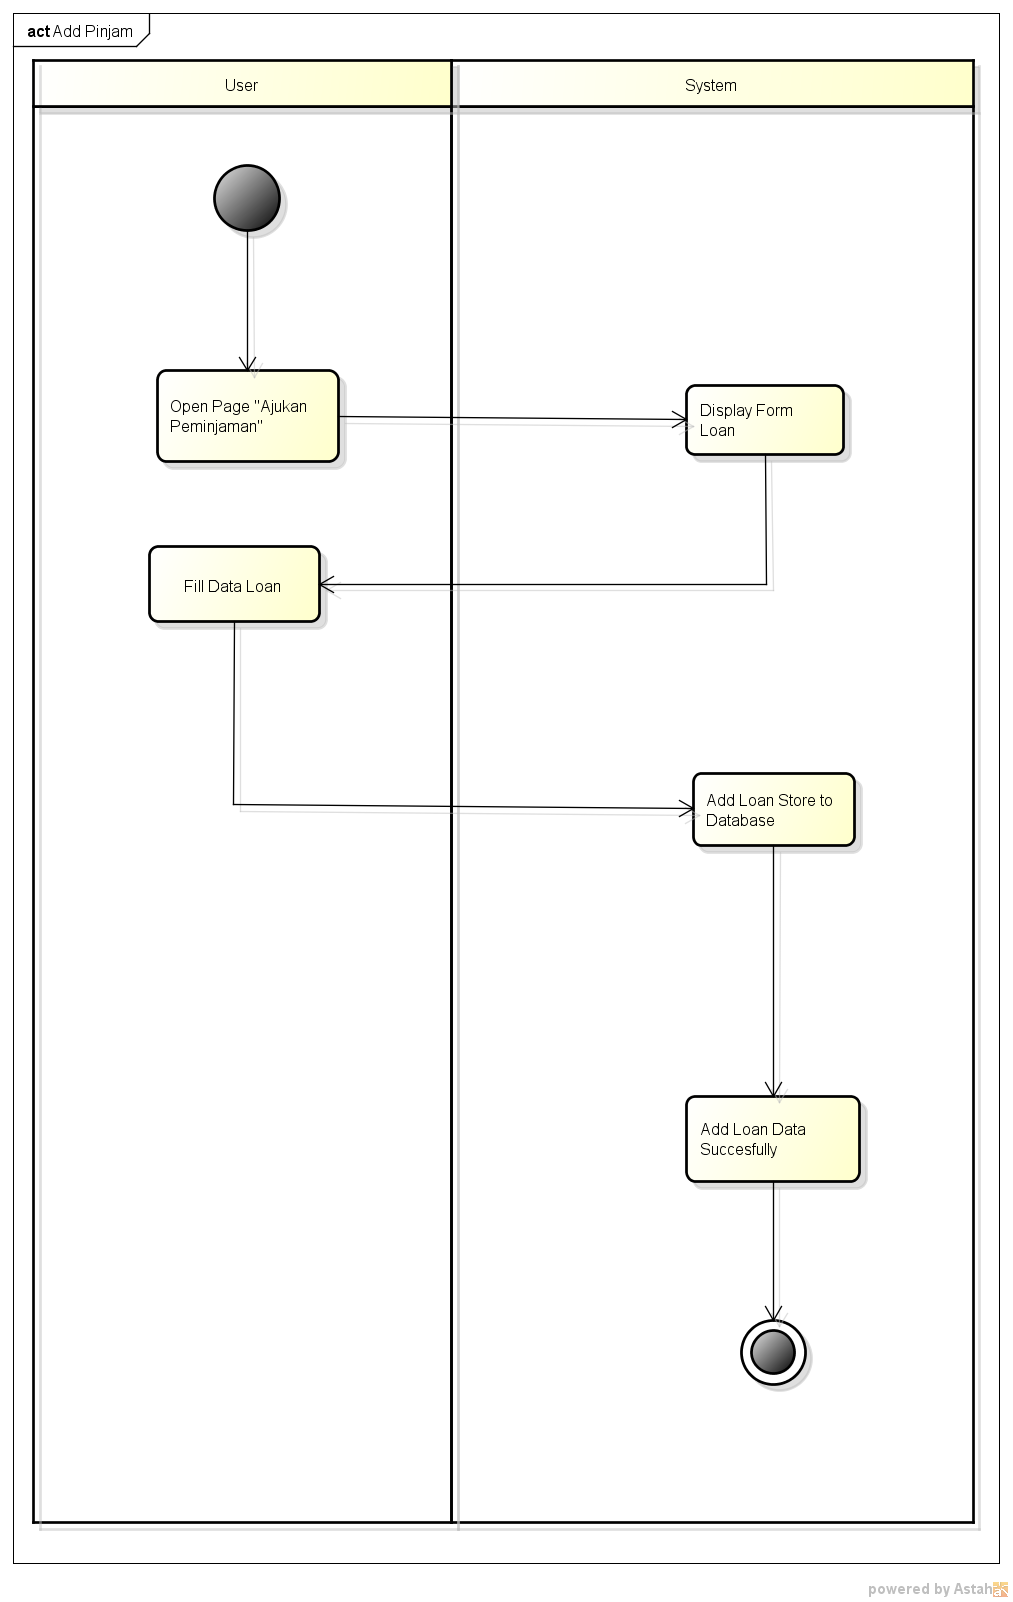 act Add Pinjam
User
System
Open Page "Ajukan
Peminjaman"
Display Form
Loan
Fill Data Loan
Add Loan Store to
Database
Add Loan Data
Succesfully
powered by Astah